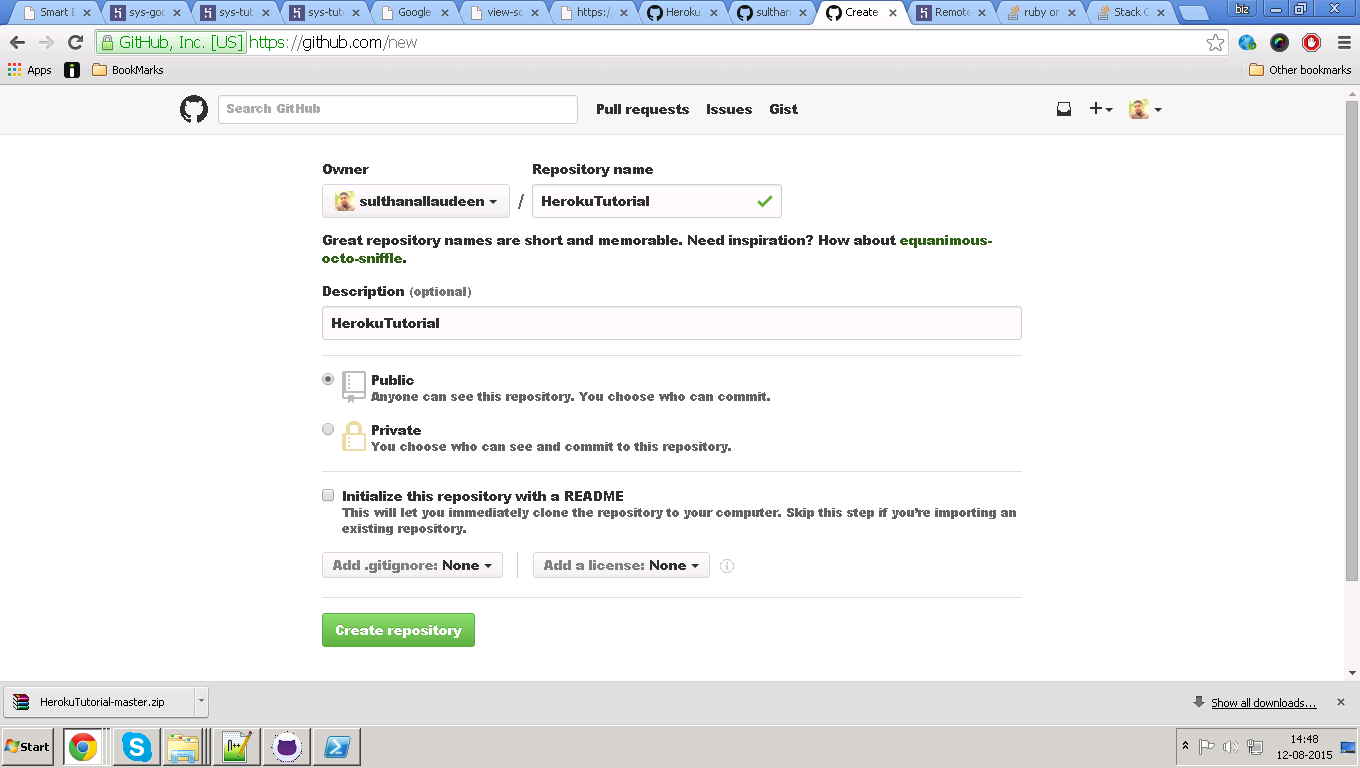 Smart E
sys-goo
sys-tut
sys-tuto
Google
view-so
https:/
Heroku
sulthan
Create
Remote
ruby or
Stack O
biz
GitHub, Inc. [US] https://github.com/new
Apps
BookMarks
Other bookmarks
Search GitHub
Pull requests
Issues
Gist
Owner
Repository name
sulthanallaudeen
/
HerokuTutorial
Great repository names are short and memorable. Need inspiration? How about equanimous-
octo-sniffle.
Description (optional)
HerokuTutorial
Public
Anyone can see this repository. You choose who can commit.
Private
You choose who can see and commit to this repository.
Initialize this repository with a README
This will let you immediately clone the repository to your computer. Skip this step if you're importing an
existing repository.
Add .gitignore: None
Add a license: None
Create repository
HerokuTutorial-master.zip
Show all downloads...
Start
14:48
12-08-2015